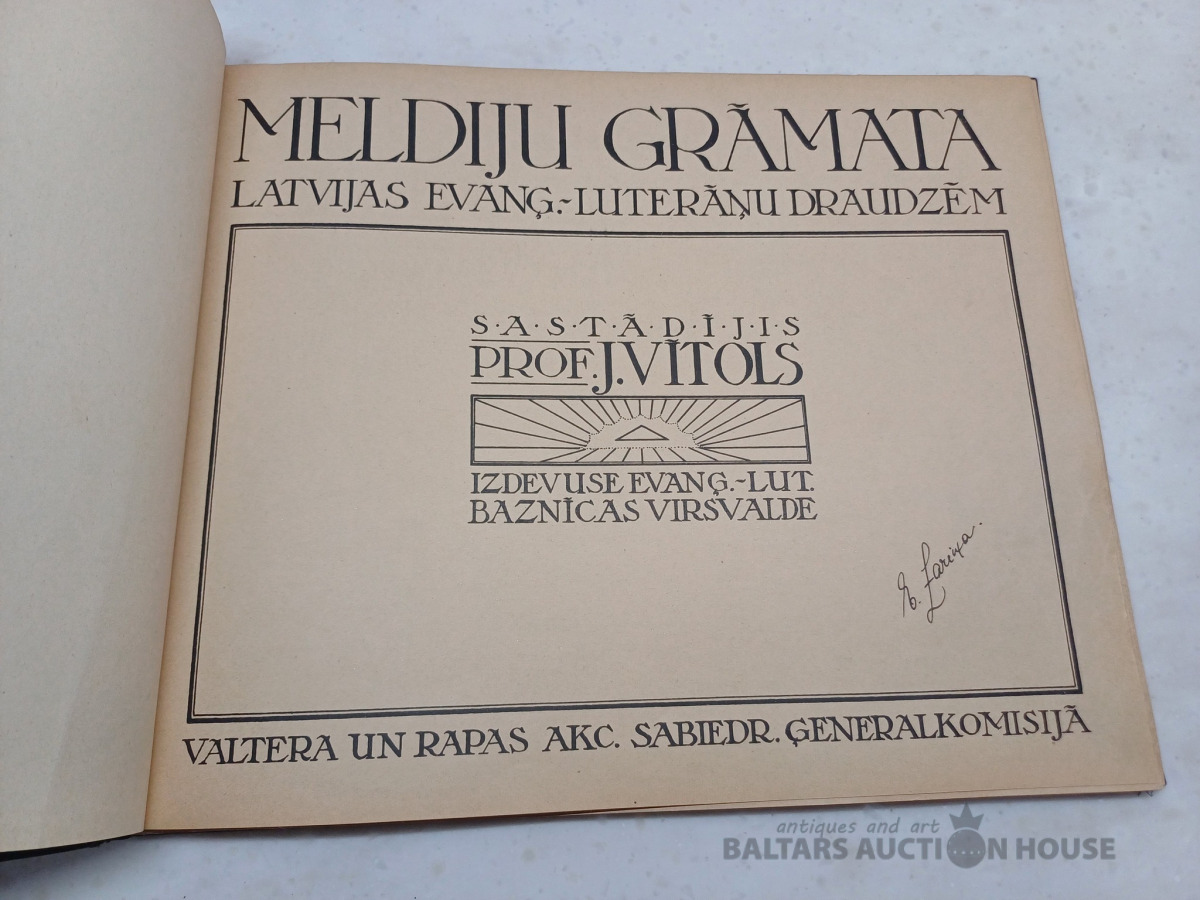 MELDIJU GRĀMATA
LATVIJAS EVANĢ.-LUTERĀŅU DRAUDZĒM
S·A·S·T·Ā·D·Ī·J·I·S
PROF. J. VĪTOLS
IZDEVUSE EVANĢ.-LUT.
BAZNĪCAS VIRSVALDE
E. Zariņa.
VALTERA UN RAPAS AKC. SABIEDR. ĢENERALKOMISIJĀ
antiques and art
BALTARS AUCTION HOUSE